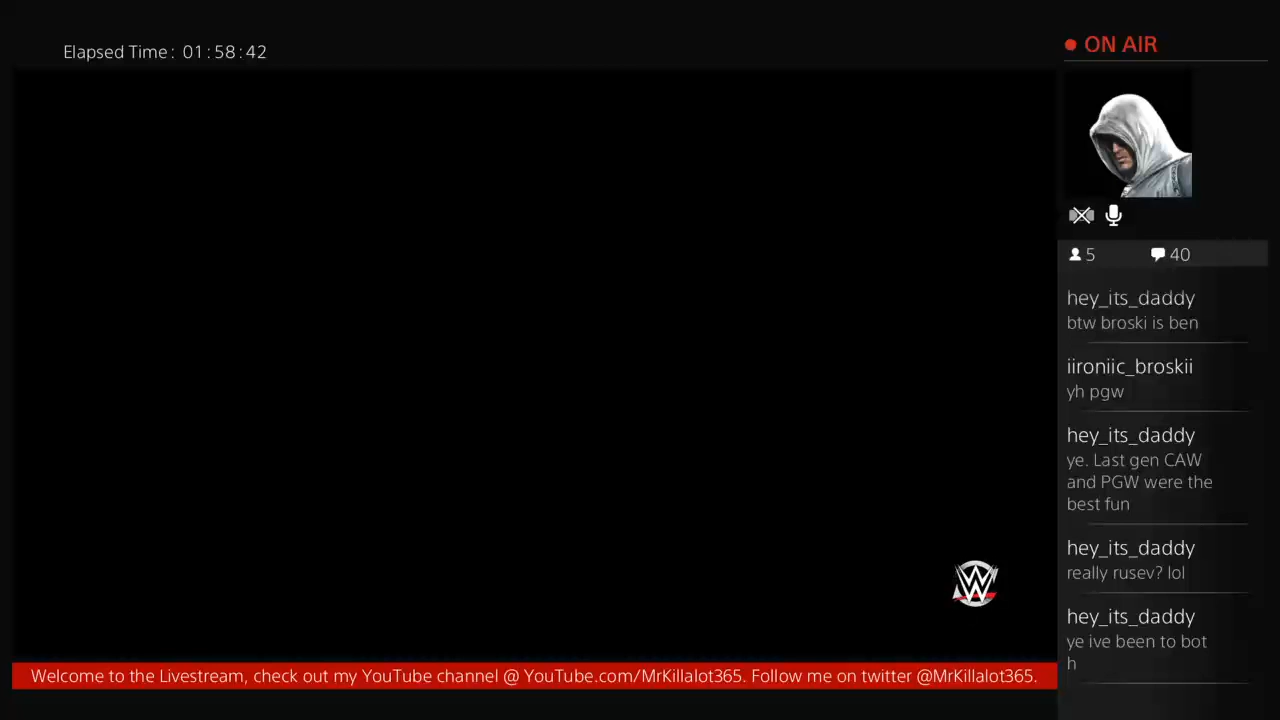 Elapsed Time: 01:58:42
ON AIR
5 40
hey_its_daddy
btw broski is ben
iironiic_broskii
yh pgw
hey_its_daddy
ye. Last gen CAW
and PGW were the
best fun
hey_its_daddy
really rusev? lol
hey_its_daddy
ye ive been to bot
h
W
Welcome to the Livestream, check out my YouTube channel @ YouTube.com/MrKillalot365. Follow me on twitter @MrKillalot365.